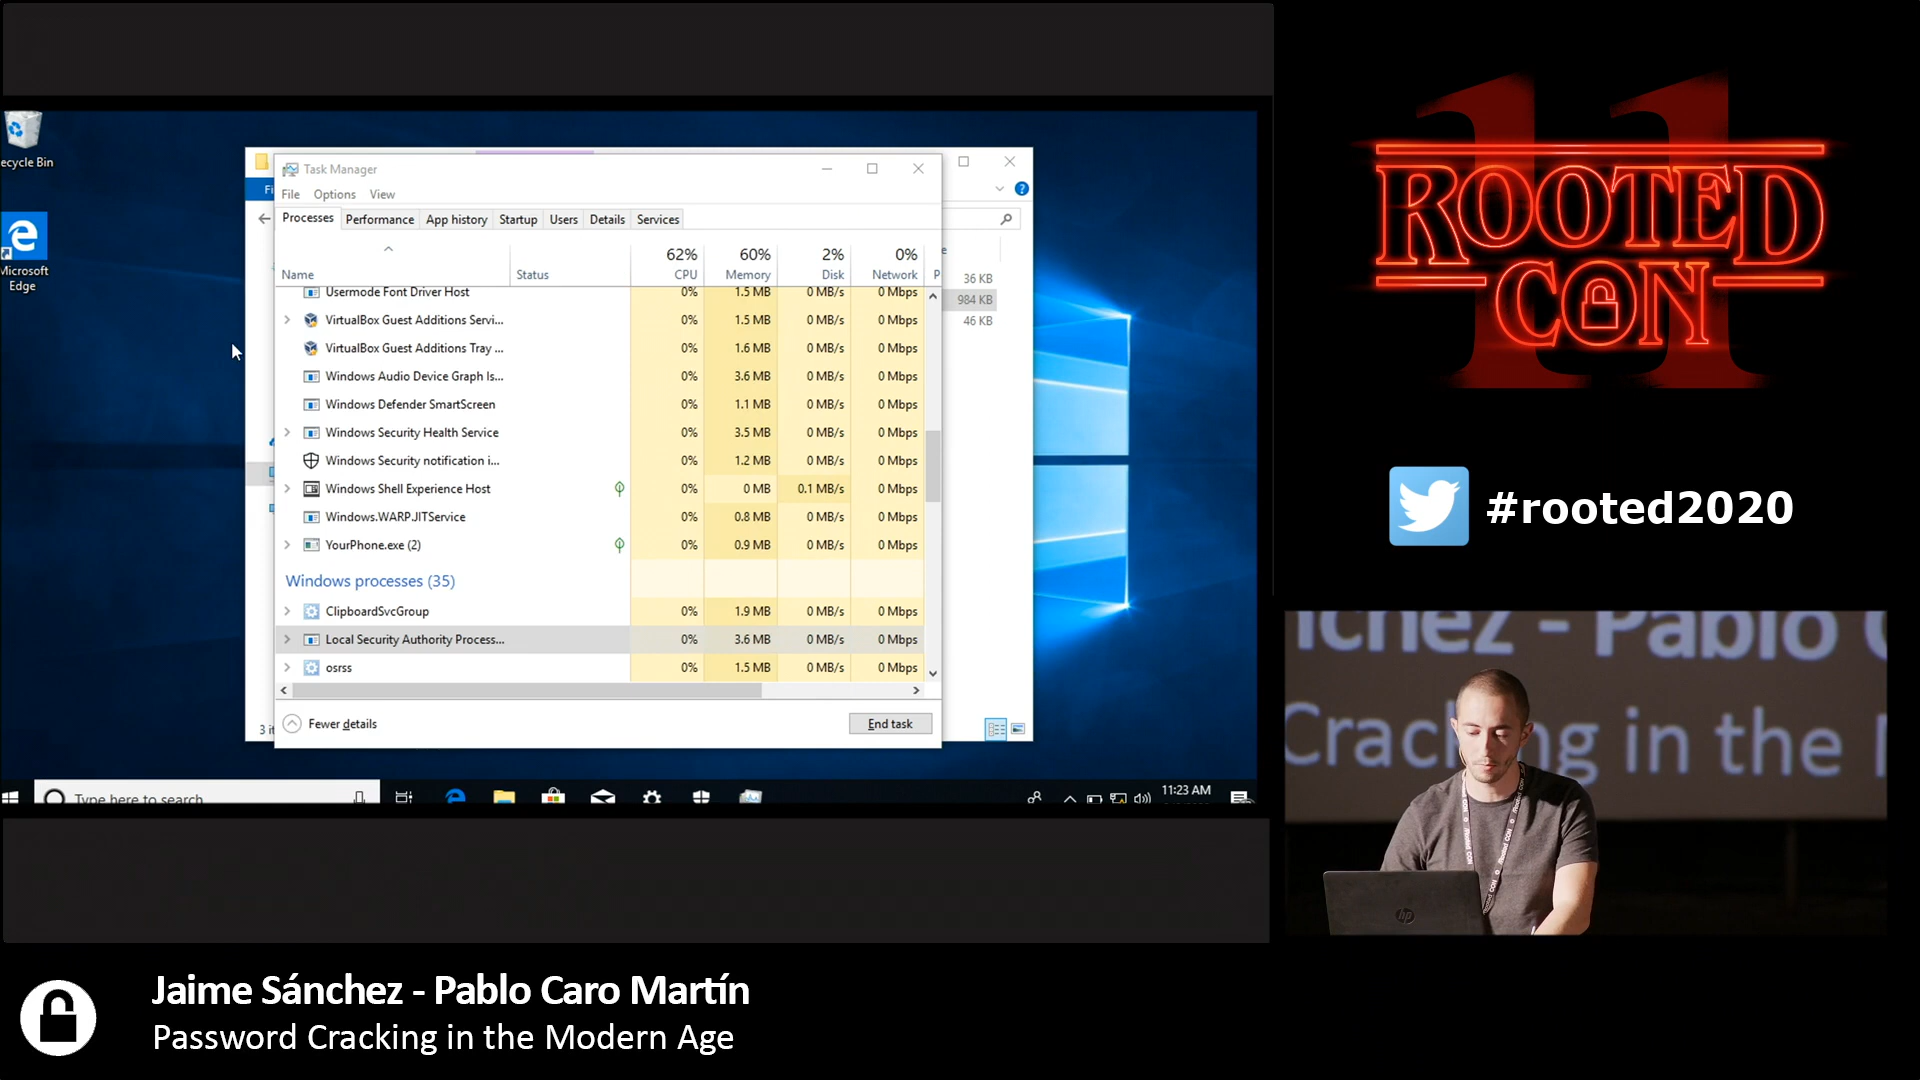 ecycle Bin
Microsoft
Edge
Task Manager
File Options View
Processes Performance App history Startup Users Details Services
62% 60% 2% 0%
Name Status CPU Memory Disk Network P
Usermode Font Driver Host 0% 1.5 MB 0 MB/s 0 Mbps
VirtualBox Guest Additions Servi... 0% 1.5 MB 0 MB/s 0 Mbps
VirtualBox Guest Additions Tray ... 0% 1.6 MB 0 MB/s 0 Mbps
Windows Audio Device Graph Is... 0% 3.6 MB 0 MB/s 0 Mbps
Windows Defender SmartScreen 0% 1.1 MB 0 MB/s 0 Mbps
Windows Security Health Service 0% 3.5 MB 0 MB/s 0 Mbps
Windows Security notification i... 0% 1.2 MB 0 MB/s 0 Mbps
Windows Shell Experience Host 0% 0 MB 0.1 MB/s 0 Mbps
Windows.WARP.JITService 0% 0.8 MB 0 MB/s 0 Mbps
YourPhone.exe (2) 0% 0.9 MB 0 MB/s 0 Mbps
Windows processes (35)
ClipboardSvcGroup 0% 1.9 MB 0 MB/s 0 Mbps
Local Security Authority Process... 0% 3.6 MB 0 MB/s 0 Mbps
osrss 0% 1.5 MB 0 MB/s 0 Mbps
Fewer details
End task
Fi
e
36 KB
984 KB
46 KB
3 it
Type here to search
11:23 AM
11
ROOTED
CON
#rooted2020
nchez - Pablo C
Cracking in the M
hp
Rooted CON
Jaime Sánchez - Pablo Caro Martín
Password Cracking in the Modern Age